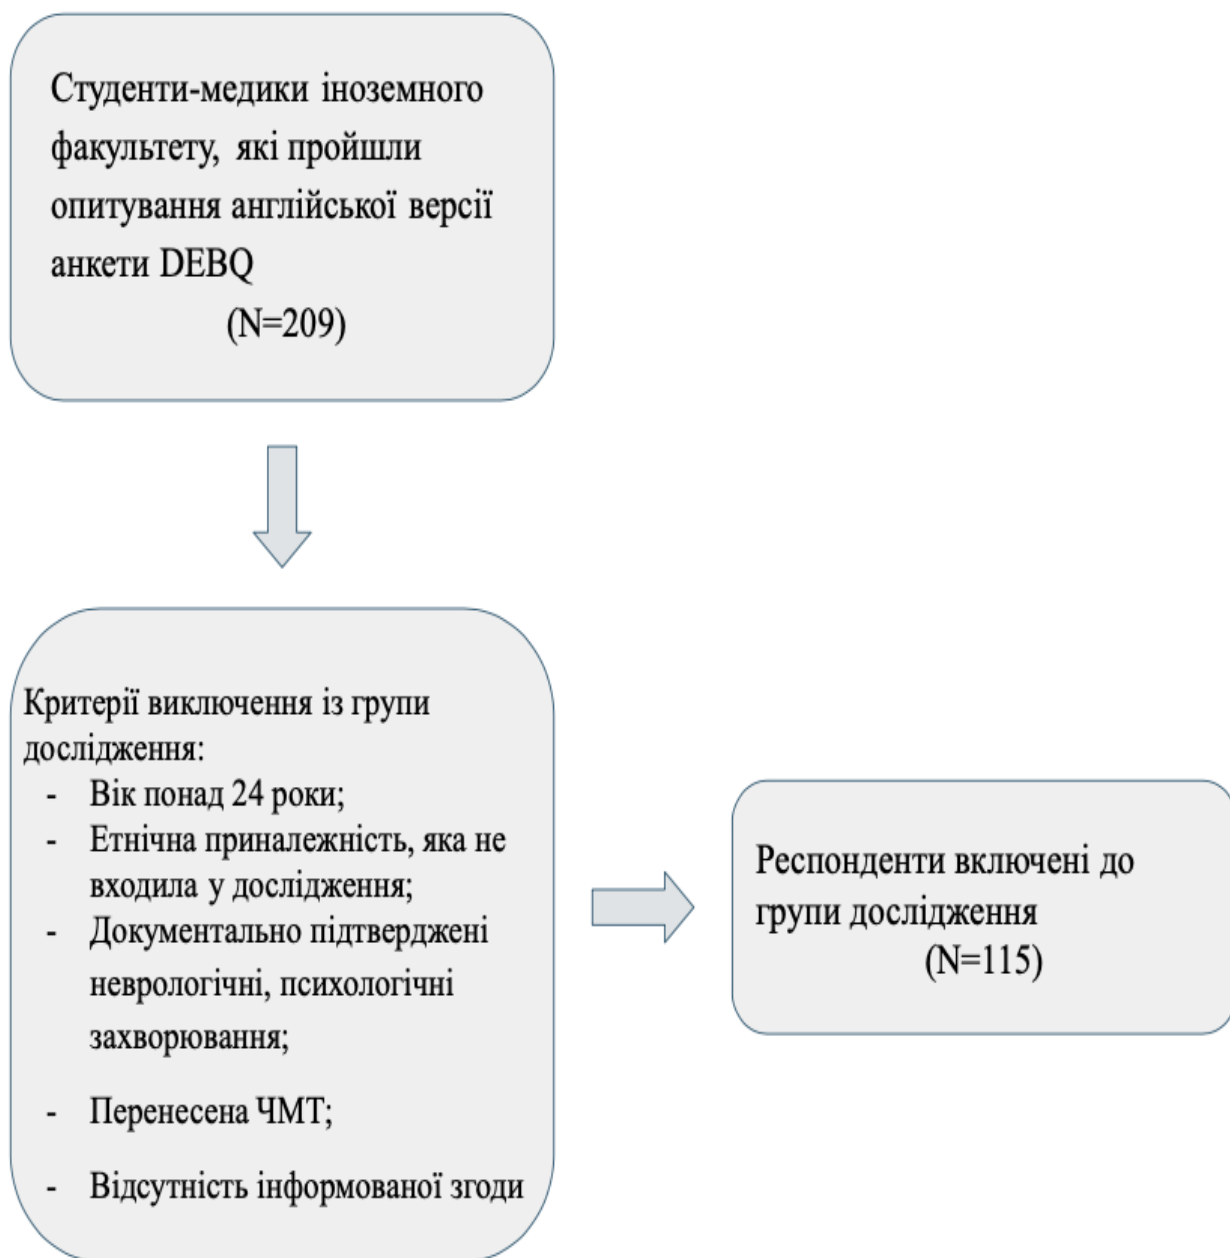 Студенти-медики іноземного
факультету, які пройшли
опитування англійської версії
анкети DEBQ
(N=209)
Критерії виключення із групи
дослідження:
- Вік понад 24 роки;
- Етнічна приналежність, яка не
входила у дослідження;
- Документально підтверджені
неврологічні, психологічні
захворювання;
- Перенесена ЧМТ;
- Відсутність інформованої згоди
Респонденти включені до
групи дослідження
(N=115)